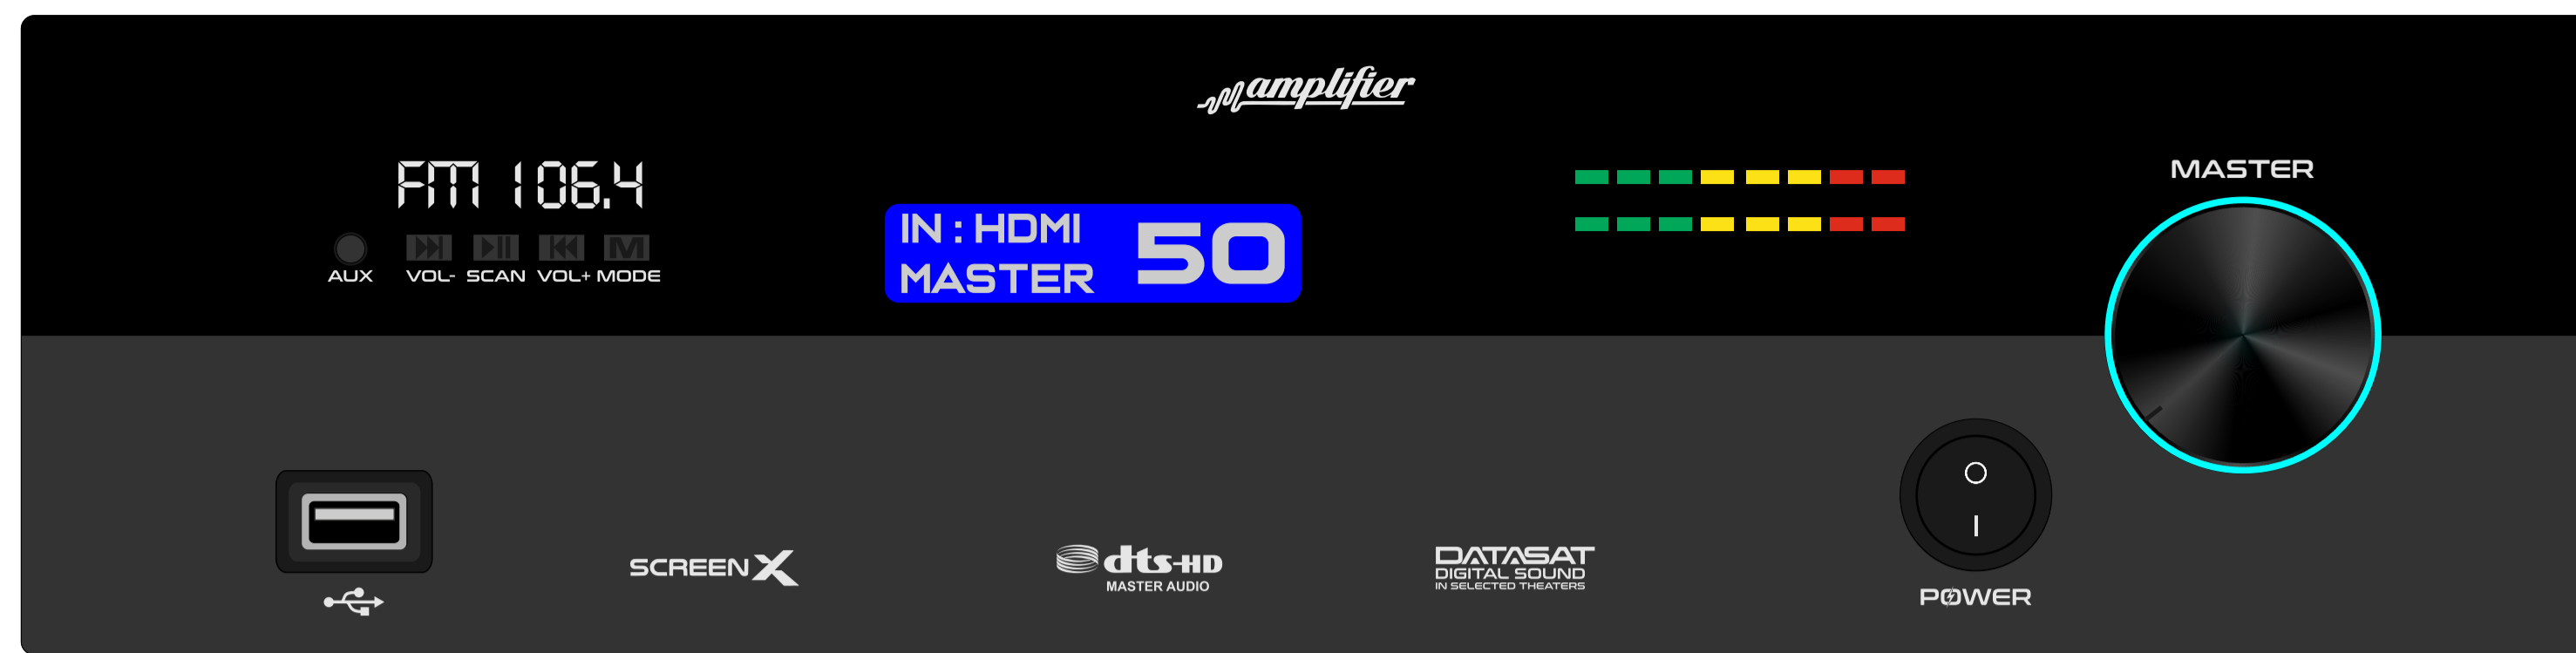 amplifier
FM 106.4
MASTER
IN : HDMI
MASTER
50
M
AUX VOL- SCAN VOL+ MODE
SCREENX
dts-HD
MASTER AUDIO
DATASAT
DIGITAL SOUND
IN SELECTED THEATERS
POWER